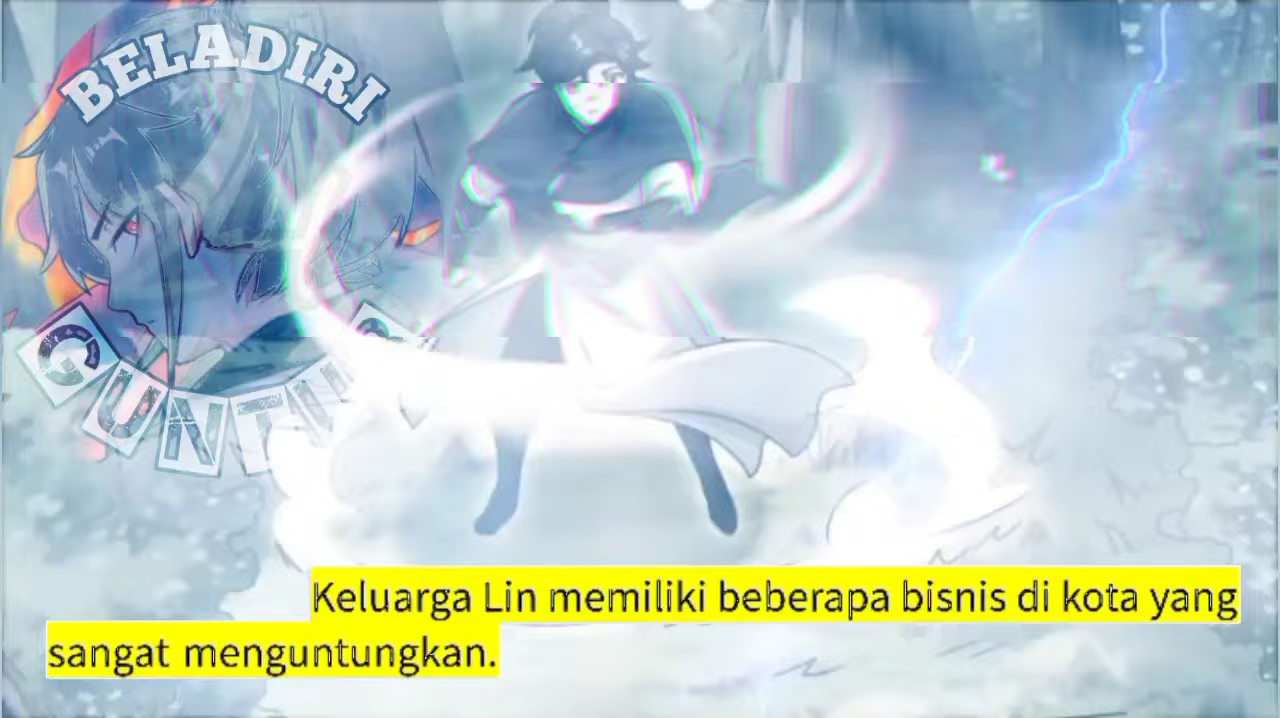 BELADIRI
Keluarga Lin memiliki beberapa bisnis di kota yang
sangat menguntungkan.